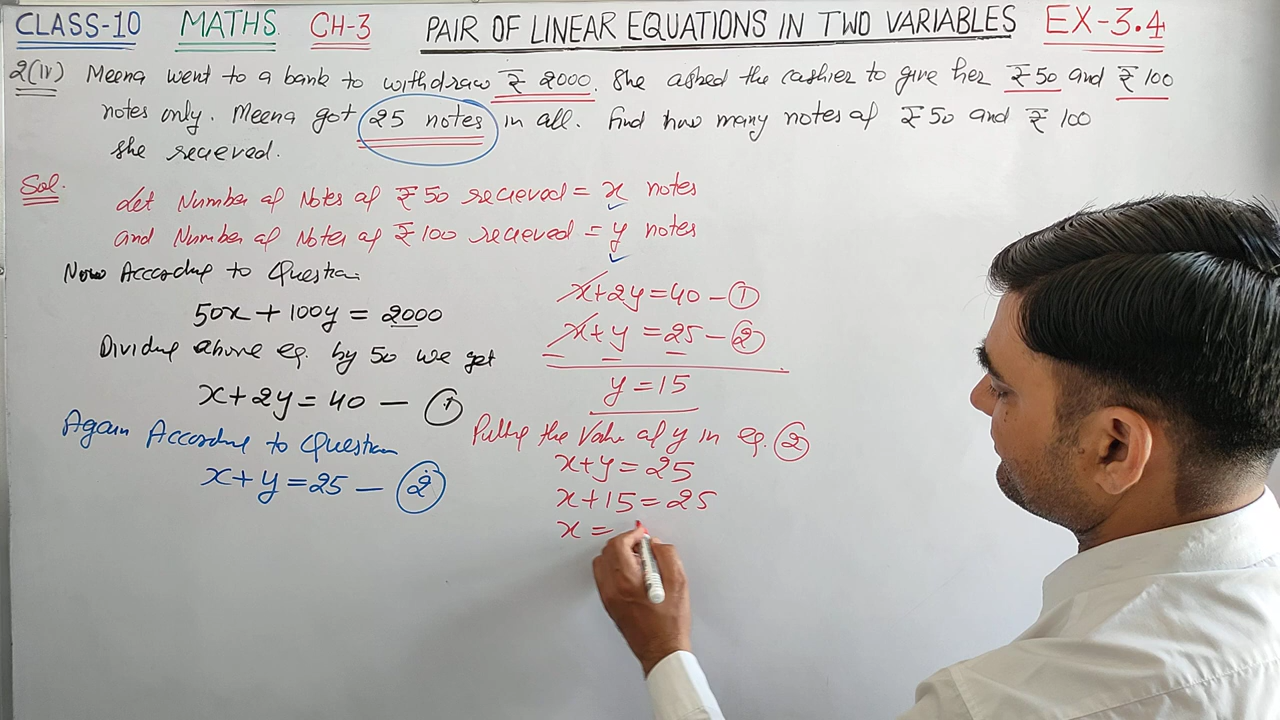 CLASS-10 MATHS CH-3 PAIR OF LINEAR EQUATIONS IN TWO VARIABLES EX-3.4
2(iv) Meena went to a bank to withdraw ₹ 2000. She asked the cashier to give her ₹50 and ₹ 100
notes only. Meena got 25 notes in all. Find how many notes of ₹50 and ₹ 100
She recieved.
Sol. Let Number of Notes of ₹50 recieved = x notes
and Number of Notes of ₹100 recieved = y notes
Now According to Question
50x + 100y = 2000
Dividing above eq. by 50 we get
x + 2y = 40 — ①
Again According to Question
x + y = 25 — ②
x+2y=40 – ①
x+y = 25 – ②
– – –
y = 15
Putting the Value of y in eq. ②
x+y = 25
x+15 = 25
x =